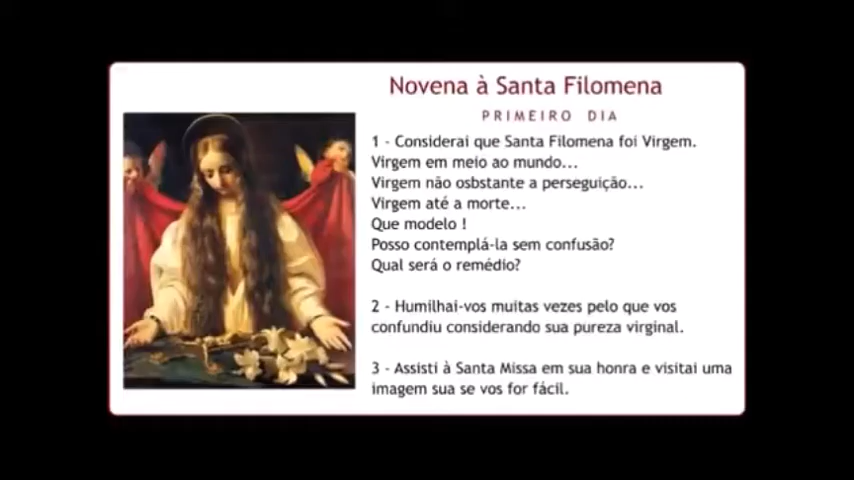 Novena à Santa Filomena
PRIMEIRO DIA
1 - Considerai que Santa Filomena foi Virgem.
Virgem em meio ao mundo...
Virgem não osbstante a perseguição...
Virgem até a morte...
Que modelo !
Posso contemplá-la sem confusão?
Qual será o remédio?
2 - Humilhai-vos muitas vezes pelo que vos
confundiu considerando sua pureza virginal.
3 - Assisti à Santa Missa em sua honra e visitai uma
imagem sua se vos for fácil.